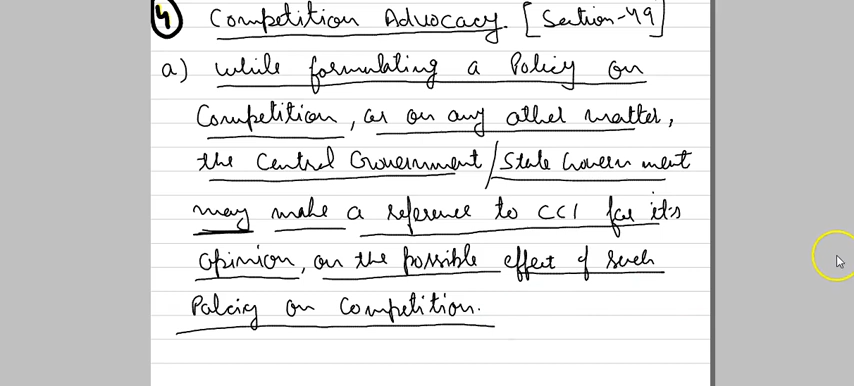 4 Competition Advocacy. [Section-49]
a) while formulating a Policy on
Competition, or on any other matter,
the Central Government/State Government
may make a reference to CCI for it's
opinion, on the possible effect of such
Policy on Competition.